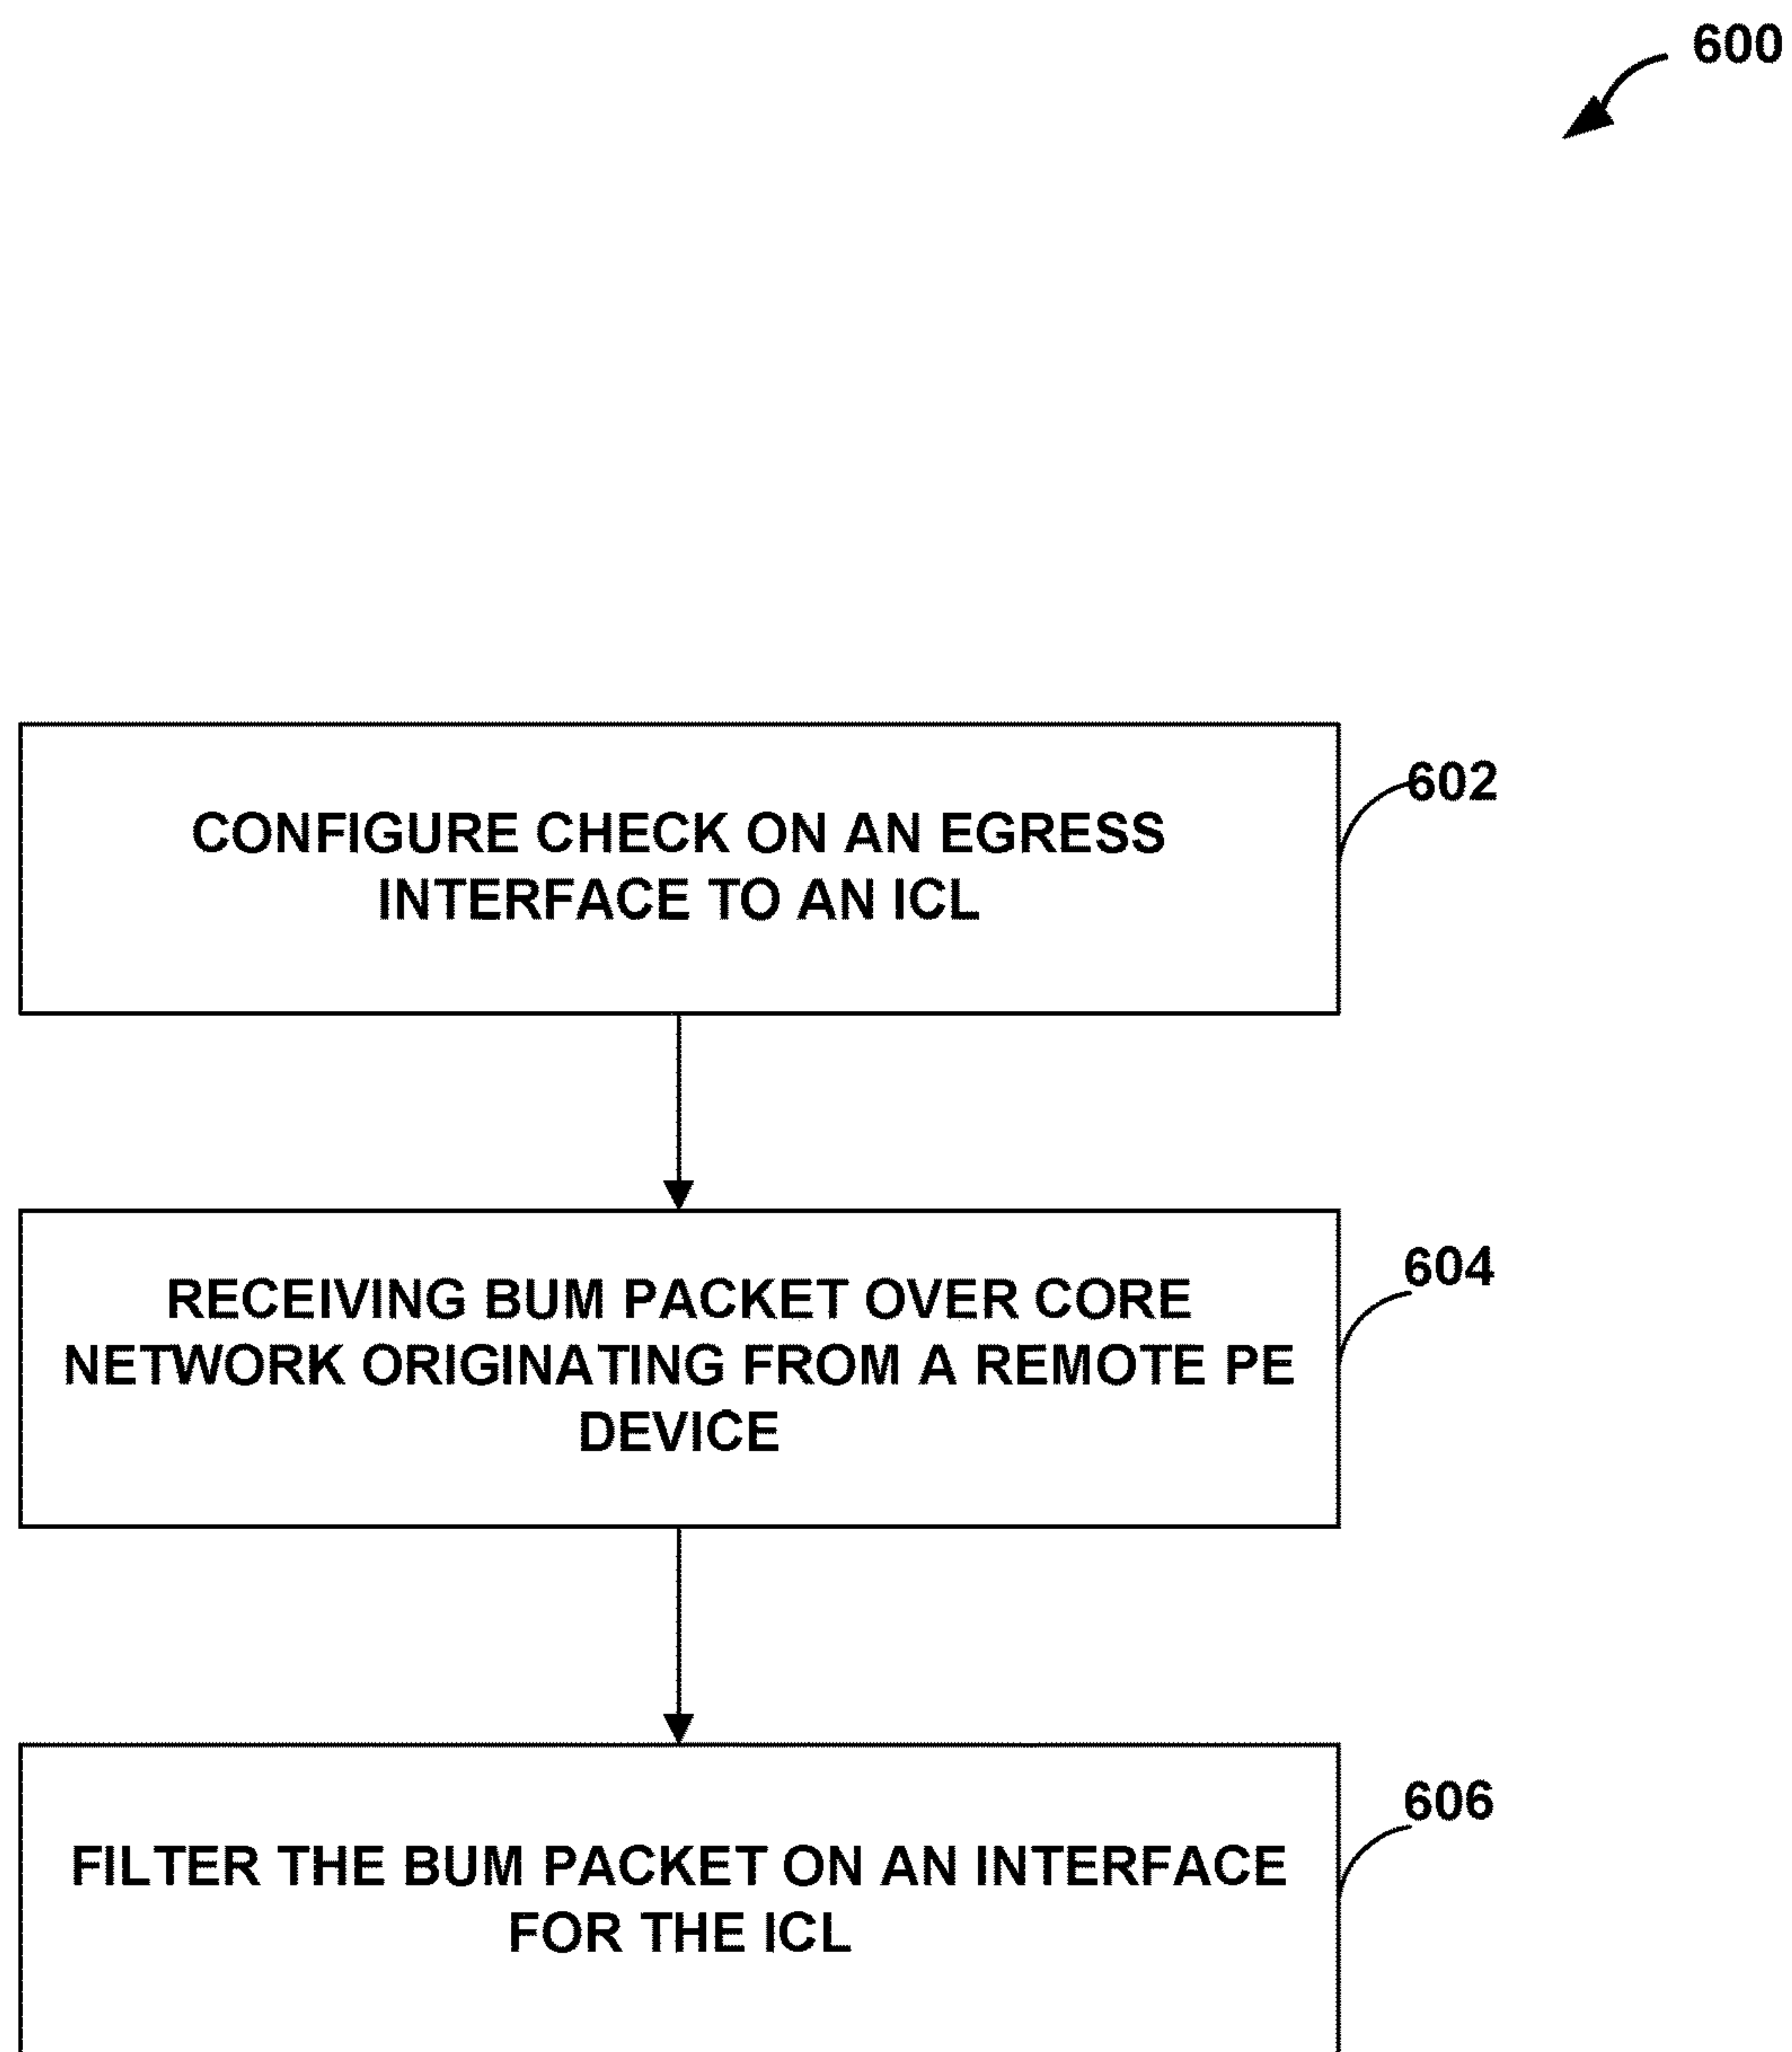 600
CONFIGURE CHECK ON AN EGRESS
INTERFACE TO AN ICL
602
RECEIVING BUM PACKET OVER CORE
NETWORK ORIGINATING FROM A REMOTE PE
DEVICE
604
FILTER THE BUM PACKET ON AN INTERFACE
FOR THE ICL
606